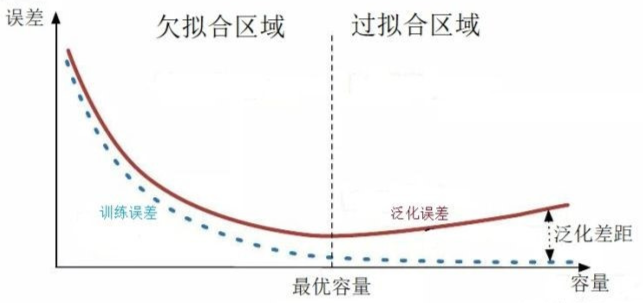 误差
欠拟合区域
过拟合区域
训练误差
泛化误差
泛化差距
最优容量
容量